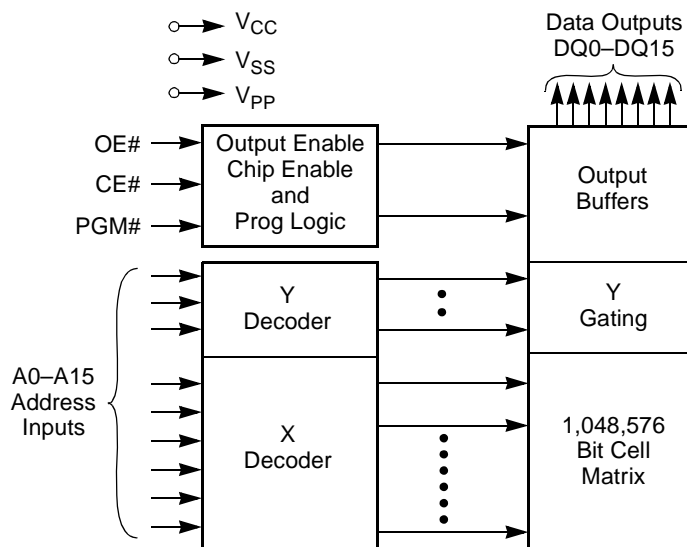 V_CC
V_SS
V_PP
Data Outputs
DQ0–DQ15
OE#
CE#
PGM#
Output Enable
Chip Enable
and
Prog Logic
Output
Buffers
A0–A15
Address
Inputs
Y
Decoder
Y
Gating
X
Decoder
1,048,576
Bit Cell
Matrix